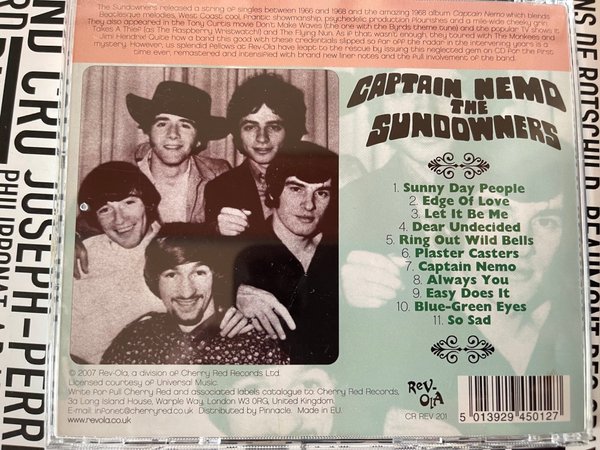 The Sundowners released a string of singles between 1966 and 1968 and the amazing 1968 album Captain Nemo which blends
Beatlesque melodies, West Coast cool, frantic showmanship, psychedelic production flourishes and a mile-wide cheeky grin.
They also appeared in the Tony Curtis movie Don't Make Waves (he one with the Byrds theme tune) and the popular TV shows It
Takes A Thief (as The Raspberry Wristwatch!) and The Flying Nun. As if that wasn't enough, they toured with The Monkees and
Jimi Hendrix! Quite how a band this good with these credentials slipped so far off the radar in the intervening years is a
mystery. However, us splendid fellows at Rev-Ola have leapt to the rescue by issuing this neglected gem on CD for the first
time ever, remastered and intensified with brand new liner notes and the full involvement of the band.
CAPTAIN NEMO
THE
SUNDOWNERS
1. Sunny Day People
2. Edge Of Love
3. Let It Be Me
4. Dear Undecided
5. Ring Out Wild Bells
6. Plaster Casters
7. Captain Nemo
8. Always You
9. Easy Does It
10. Blue-Green Eyes
11. So Sad
© 2007 Rev-Ola, a division of Cherry Red Records Ltd.
Licensed courtesy of Universal Music.
Write for full Cherry Red and associated labels catalogue to: Cherry Red Records,
3a Long Island House, Warple Way, London W3 0RG, United Kingdom.
E-mail: infonet@cherryred.co.uk Distributed by Pinnacle. Made in EU.
www.revola.co.uk
REV-OLA
CR REV 201
5 013929 450127
ND CRU JOSEPH-PERR
PHILIPPONAT
ONS DE ROTSCHILD BEAUMONT DES